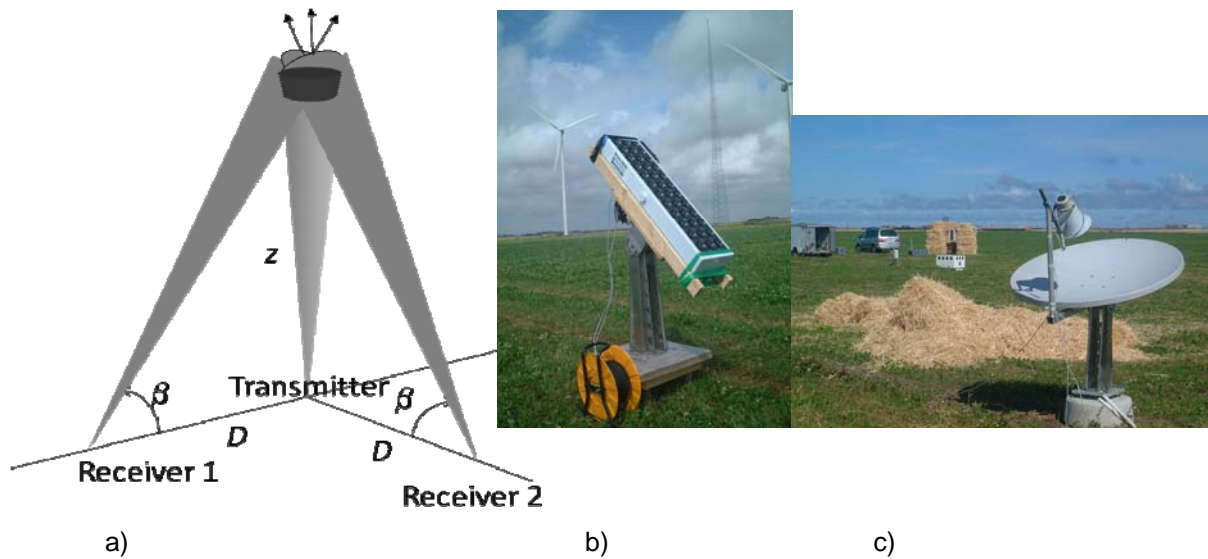 z
β
Transmitter
β
D
D
Receiver 1
Receiver 2
a)
b)
c)